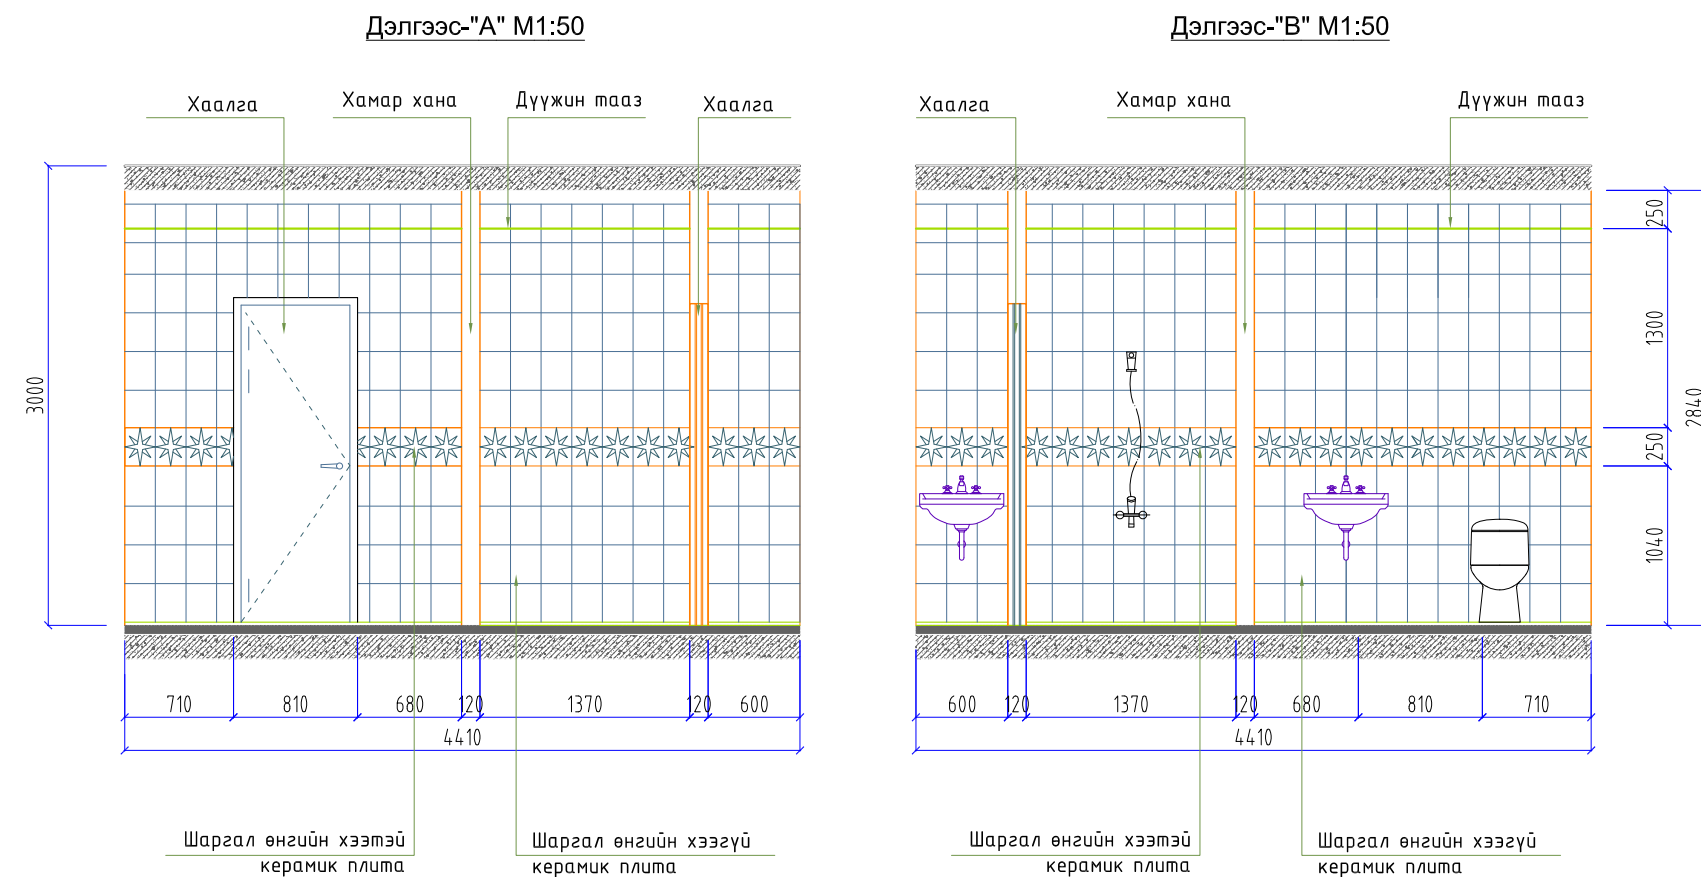 Дэлгээс-"А" М1:50
Дэлгээс-"В" М1:50
Хаалга
Хамар хана
Дүүжин тааз
Хаалга
Хаалга
Хамар хана
Дүүжин тааз
3000
250
1300
250
1040
2840
710
810
680
120
1370
120
600
4410
600
120
1370
120
680
810
710
4410
Шаргал өнгийн хээтэй
керамик плита
Шаргал өнгийн хээгүй
керамик плита
Шаргал өнгийн хээтэй
керамик плита
Шаргал өнгийн хээгүй
керамик плита